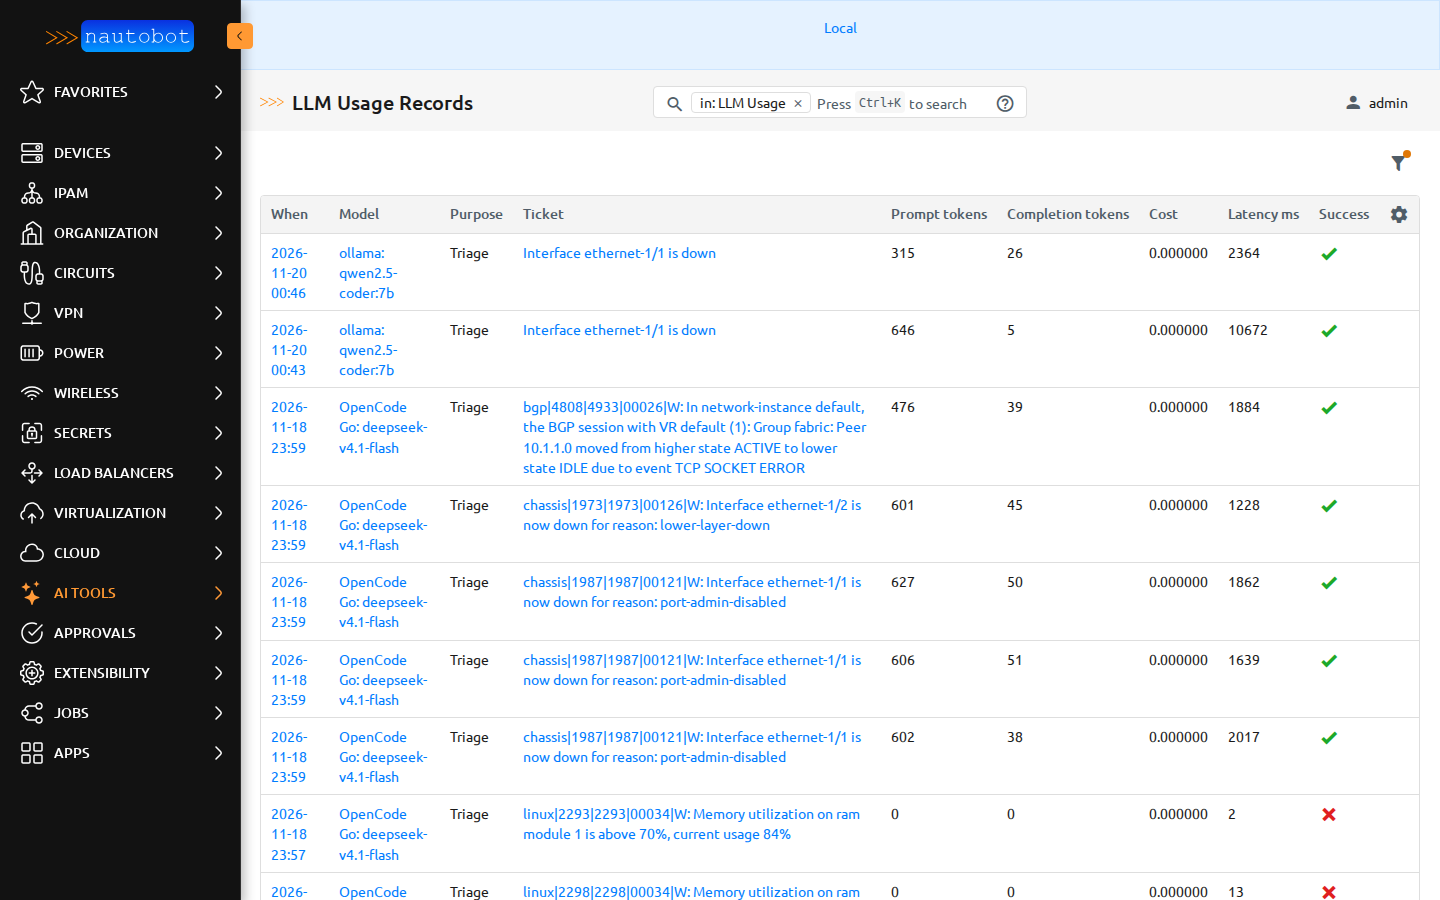 Local
nautobot
LLM Usage Records
in: LLM Usage × Press Ctrl+K to search
admin
FAVORITES
DEVICES
IPAM
ORGANIZATION
CIRCUITS
VPN
POWER
WIRELESS
SECRETS
LOAD BALANCERS
VIRTUALIZATION
CLOUD
AI TOOLS
APPROVALS
EXTENSIBILITY
JOBS
APPS
When Model Purpose Ticket Prompt tokens Completion tokens Cost Latency ms Success
2026- ollama: Triage Interface ethernet-1/1 is down 315 26 0.000000 2364
11-20 qwen2.5-
00:46 coder:7b
2026- ollama: Triage Interface ethernet-1/1 is down 646 5 0.000000 10672
11-20 qwen2.5-
00:43 coder:7b
2026- OpenCode Triage bgp|4808|4933|00026|W: In network-instance default, 476 39 0.000000 1884
11-18 Go: deepseek- the BGP session with VR default (1): Group fabric: Peer
23:59 v4.1-flash 10.1.1.0 moved from higher state ACTIVE to lower
state IDLE due to event TCP SOCKET ERROR
2026- OpenCode Triage chassis|1973|1973|00126|W: Interface ethernet-1/2 is 601 45 0.000000 1228
11-18 Go: deepseek- now down for reason: lower-layer-down
23:59 v4.1-flash
2026- OpenCode Triage chassis|1987|1987|00121|W: Interface ethernet-1/1 is 627 50 0.000000 1862
11-18 Go: deepseek- now down for reason: port-admin-disabled
23:59 v4.1-flash
2026- OpenCode Triage chassis|1987|1987|00121|W: Interface ethernet-1/1 is 606 51 0.000000 1639
11-18 Go: deepseek- now down for reason: port-admin-disabled
23:59 v4.1-flash
2026- OpenCode Triage chassis|1987|1987|00121|W: Interface ethernet-1/1 is 602 38 0.000000 2017
11-18 Go: deepseek- now down for reason: port-admin-disabled
23:59 v4.1-flash
2026- OpenCode Triage linux|2293|2293|00034|W: Memory utilization on ram 0 0 0.000000 2
11-18 Go: deepseek- module 1 is above 70%, current usage 84%
23:57 v4.1-flash
2026- OpenCode Triage linux|2298|2298|00034|W: Memory utilization on ram 0 0 0.000000 13